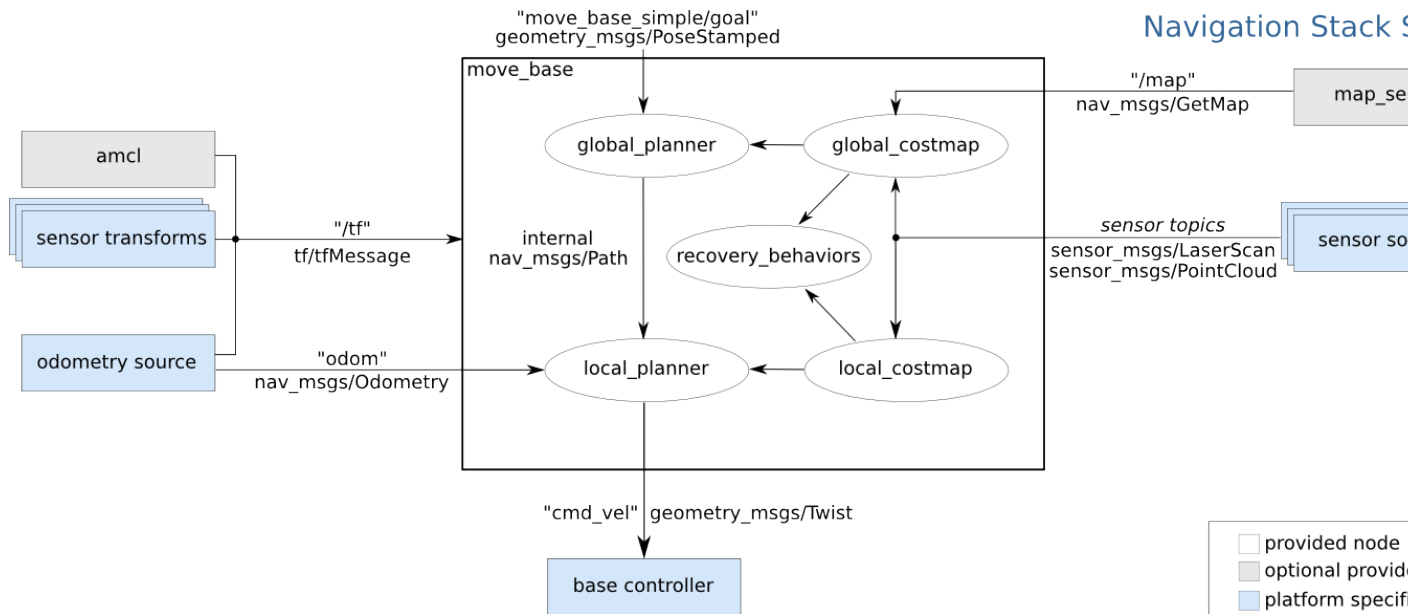 "move_base_simple/goal"
geometry_msgs/PoseStamped
Navigation Stack S
move_base
"/map"
nav_msgs/GetMap
map_se
global_planner
global_costmap
amcl
sensor transforms
"/tf"
tf/tfMessage
internal
nav_msgs/Path
recovery_behaviors
sensor topics
sensor_msgs/LaserScan
sensor_msgs/PointCloud
sensor so
odometry source
"odom"
nav_msgs/Odometry
local_planner
local_costmap
"cmd_vel" geometry_msgs/Twist
base controller
provided node
optional provide
platform specifi